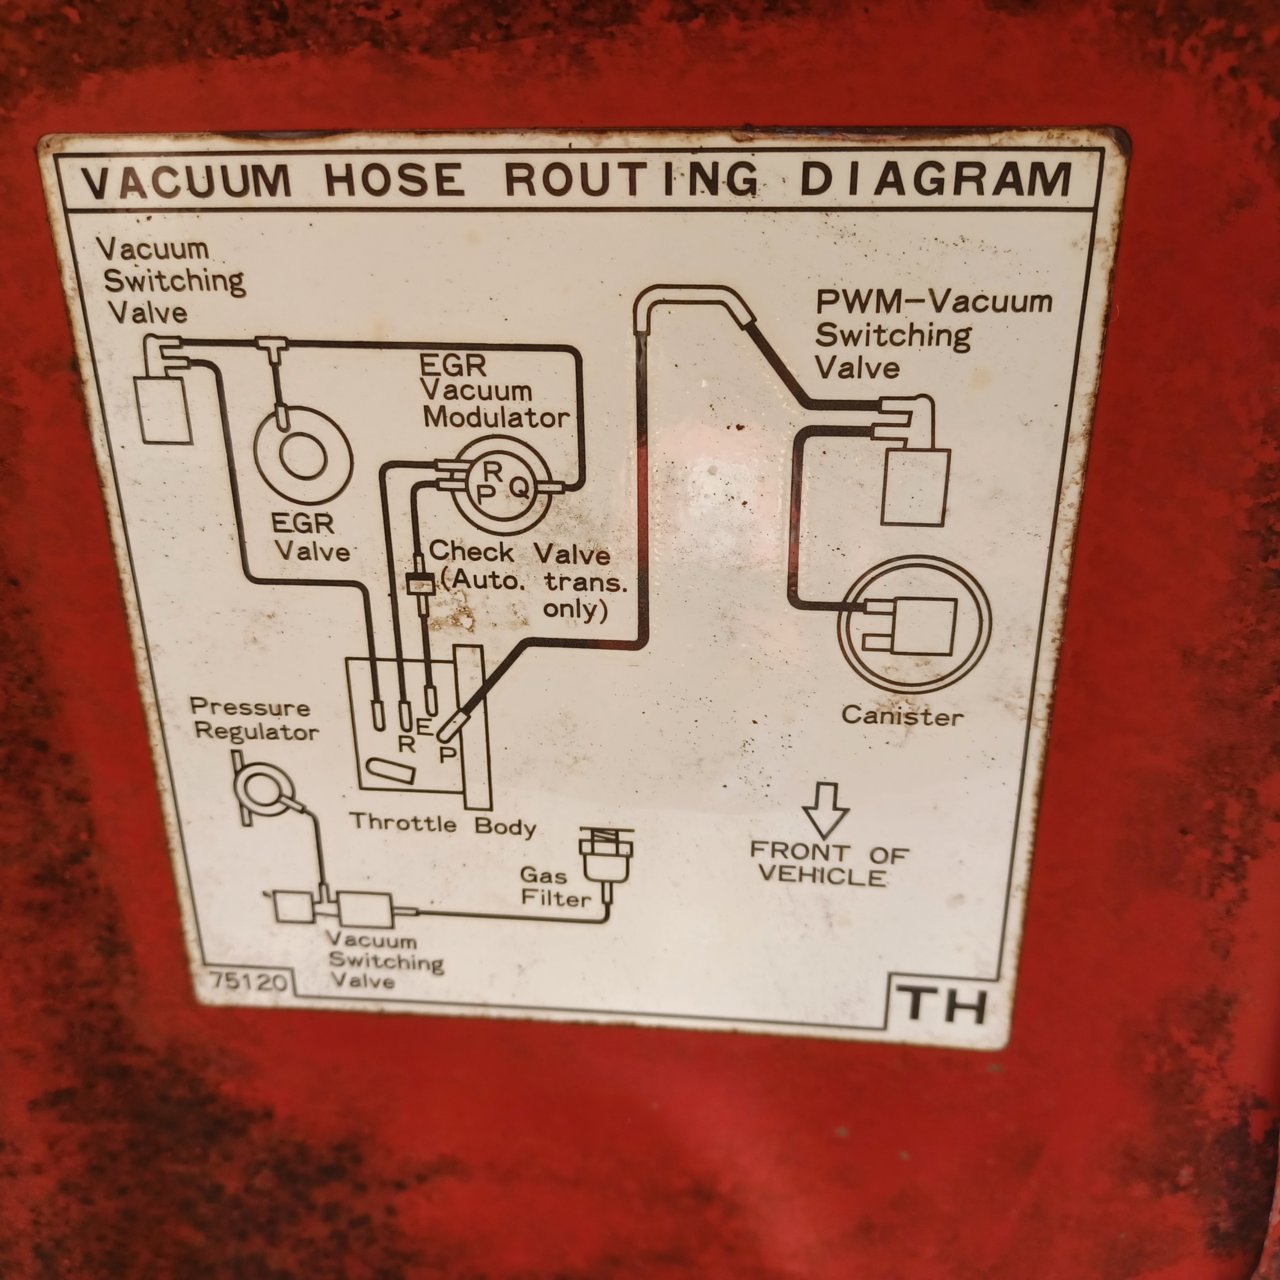 VACUUM HOSE ROUTING DIAGRAM
Vacuum
Switching
Valve
PWM-Vacuum
Switching
Valve
EGR
Vacuum
Modulator
R
P Q
EGR
Valve
Check Valve
(Auto. trans.
only)
Pressure
Regulator
E
R
P
Canister
Throttle Body
Gas
Filter
FRONT OF
VEHICLE
Vacuum
Switching
Valve
75120
TH